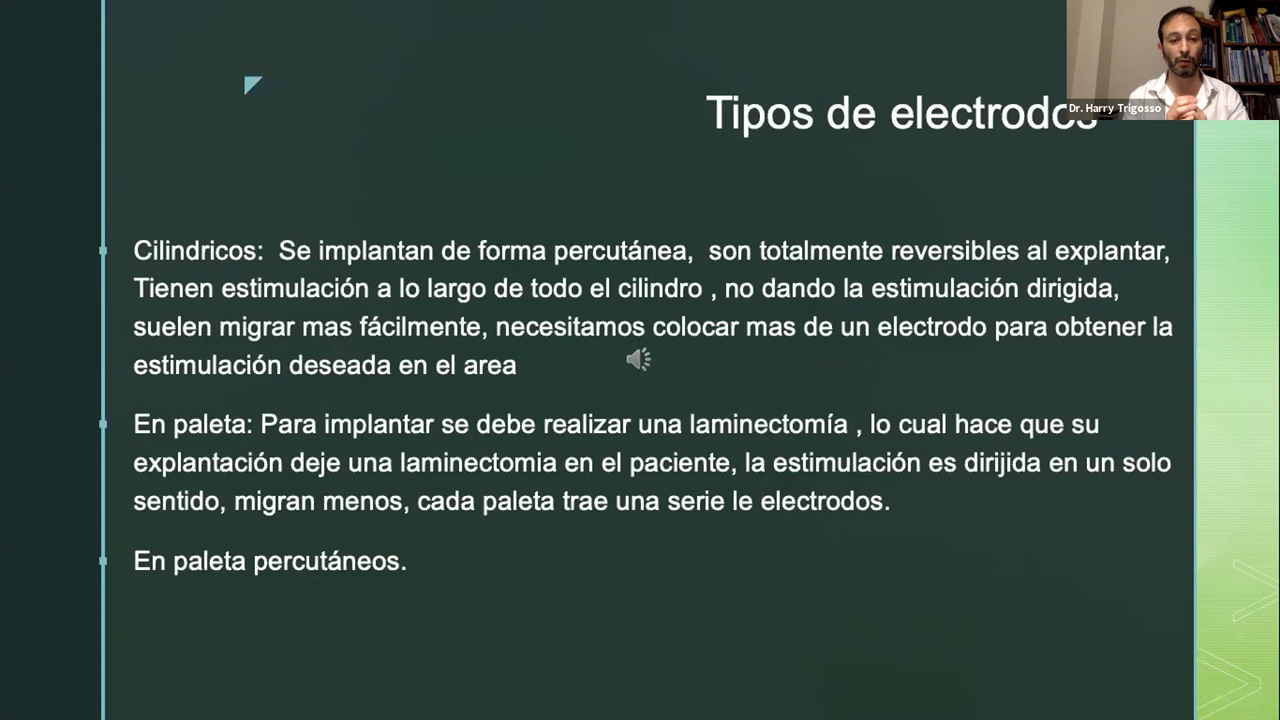 Dr. Harry Trigosso
Tipos de electrodos
Cilindricos: Se implantan de forma percutánea, son totalmente reversibles al explantar,
Tienen estimulación a lo largo de todo el cilindro , no dando la estimulación dirigida,
suelen migrar mas fácilmente, necesitamos colocar mas de un electrodo para obtener la
estimulación deseada en el area
En paleta: Para implantar se debe realizar una laminectomía , lo cual hace que su
explantación deje una laminectomia en el paciente, la estimulación es dirijida en un solo
sentido, migran menos, cada paleta trae una serie le electrodos.
En paleta percutáneos.